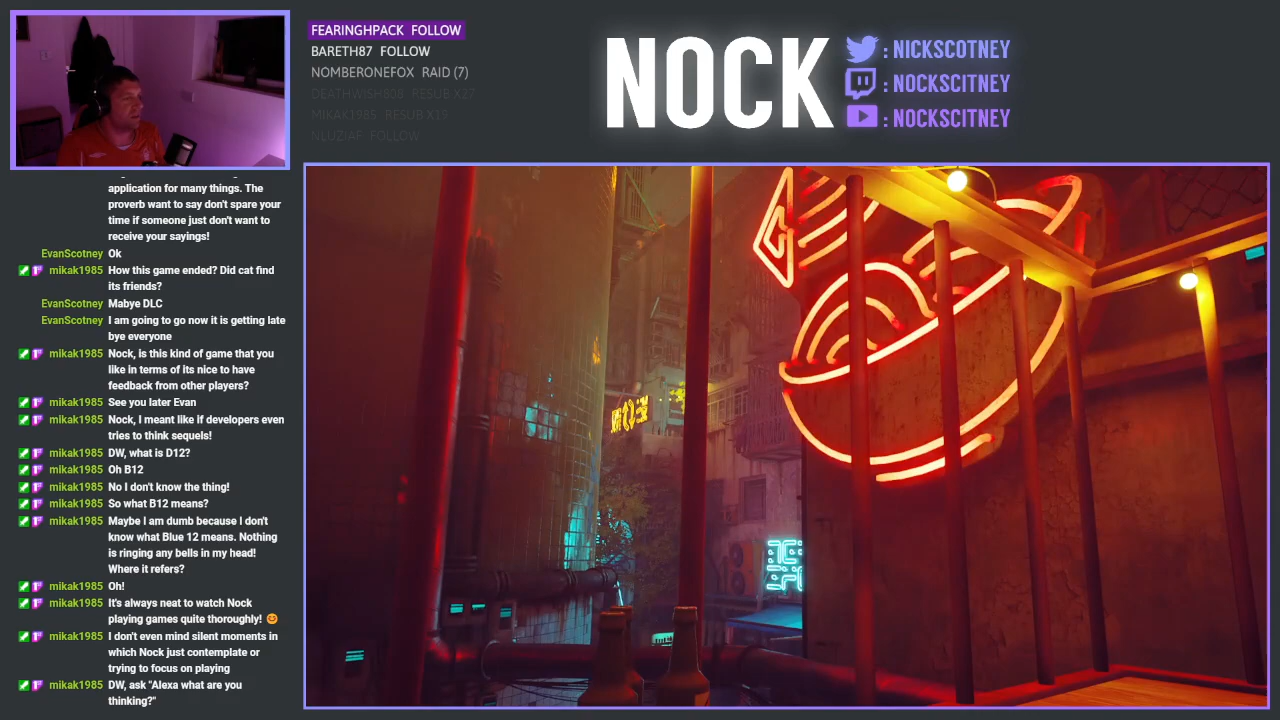 FEARINGHPACK FOLLOW
BARETH87 FOLLOW
NOMBERONEFOX RAID (7)
DEATHWISH808 RESUB X27
MIKAK1985 RESUB X15
NLUZIAF FOLLOW
NOCK
: NICKSCOTNEY
: NOCKSCITNEY
: NOCKSCITNEY
application for many things. The
proverb want to say don't spare your
time if someone just don't want to
receive your sayings!
EvanScotney Ok
mikak1985 How this game ended? Did cat find
its friends?
EvanScotney Mabye DLC
EvanScotney I am going to go now it is getting late
bye everyone
mikak1985 Nock, is this kind of game that you
like in terms of its nice to have
feedback from other players?
mikak1985 See you later Evan
mikak1985 Nock, I meant like if developers even
tries to think sequels!
mikak1985 DW, what is D12?
mikak1985 Oh B12
mikak1985 No I don't know the thing!
mikak1985 So what B12 means?
mikak1985 Maybe I am dumb because I don't
know what Blue 12 means. Nothing
is ringing any bells in my head!
Where it refers?
mikak1985 Oh!
mikak1985 It's always neat to watch Nock
playing games quite thoroughly! 😊
mikak1985 I don't even mind silent moments in
which Nock just contemplate or
trying to focus on playing
mikak1985 DW, ask "Alexa what are you
thinking?"